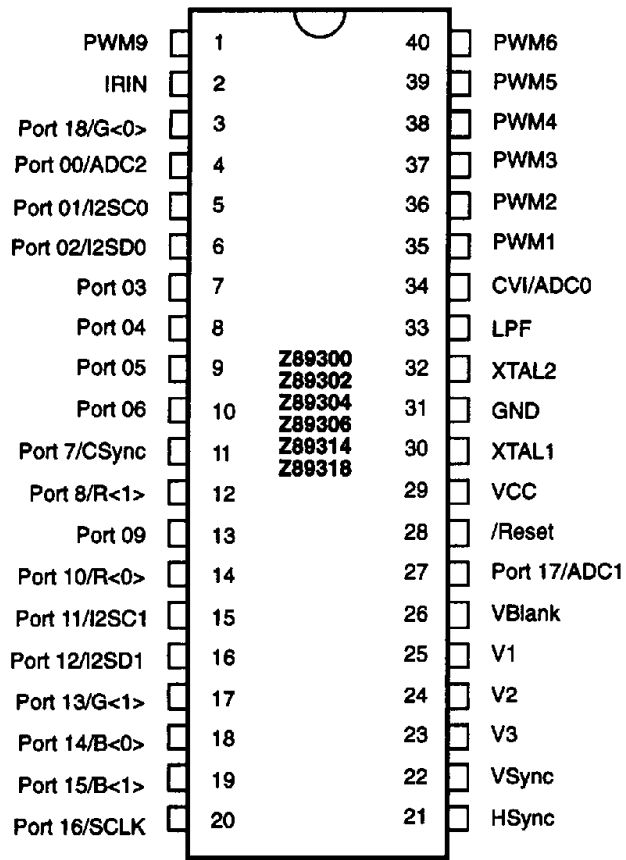 PWM9 1 40 PWM6
IRIN 2 39 PWM5
Port 18/G<0> 3 38 PWM4
Port 00/ADC2 4 37 PWM3
Port 01/I2SC0 5 36 PWM2
Port 02/I2SD0 6 35 PWM1
Port 03 7 34 CVI/ADC0
Port 04 8 33 LPF
Port 05 9 32 XTAL2
Port 06 10 31 GND
Port 7/CSync 11 30 XTAL1
Port 8/R<1> 12 29 VCC
Port 09 13 28 /Reset
Port 10/R<0> 14 27 Port 17/ADC1
Port 11/I2SC1 15 26 VBlank
Port 12/I2SD1 16 25 V1
Port 13/G<1> 17 24 V2
Port 14/B<0> 18 23 V3
Port 15/B<1> 19 22 VSync
Port 16/SCLK 20 21 HSync
Z89300
Z89302
Z89304
Z89306
Z89314
Z89318